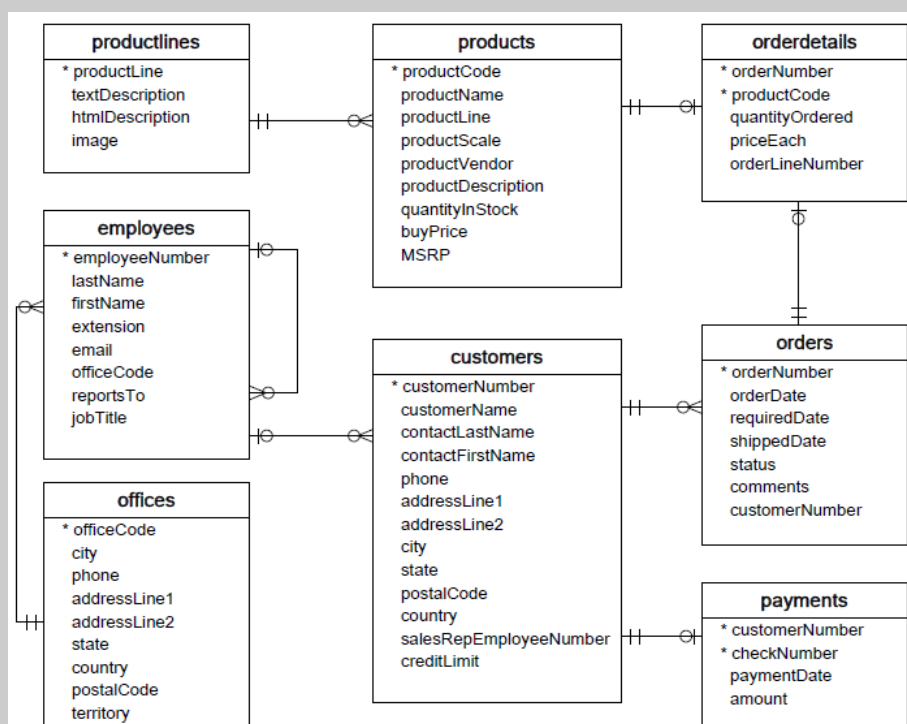 productlines
* productLine
textDescription
htmlDescription
image
products
* productCode
productName
productLine
productScale
productVendor
productDescription
quantityInStock
buyPrice
MSRP
orderdetails
* orderNumber
* productCode
quantityOrdered
priceEach
orderLineNumber
employees
* employeeNumber
lastName
firstName
extension
email
officeCode
reportsTo
jobTitle
customers
* customerNumber
customerName
contactLastName
contactFirstName
phone
addressLine1
addressLine2
city
state
postalCode
country
salesRepEmployeeNumber
creditLimit
orders
* orderNumber
orderDate
requiredDate
shippedDate
status
comments
customerNumber
offices
* officeCode
city
phone
addressLine1
addressLine2
state
country
postalCode
territory
payments
* customerNumber
* checkNumber
paymentDate
amount